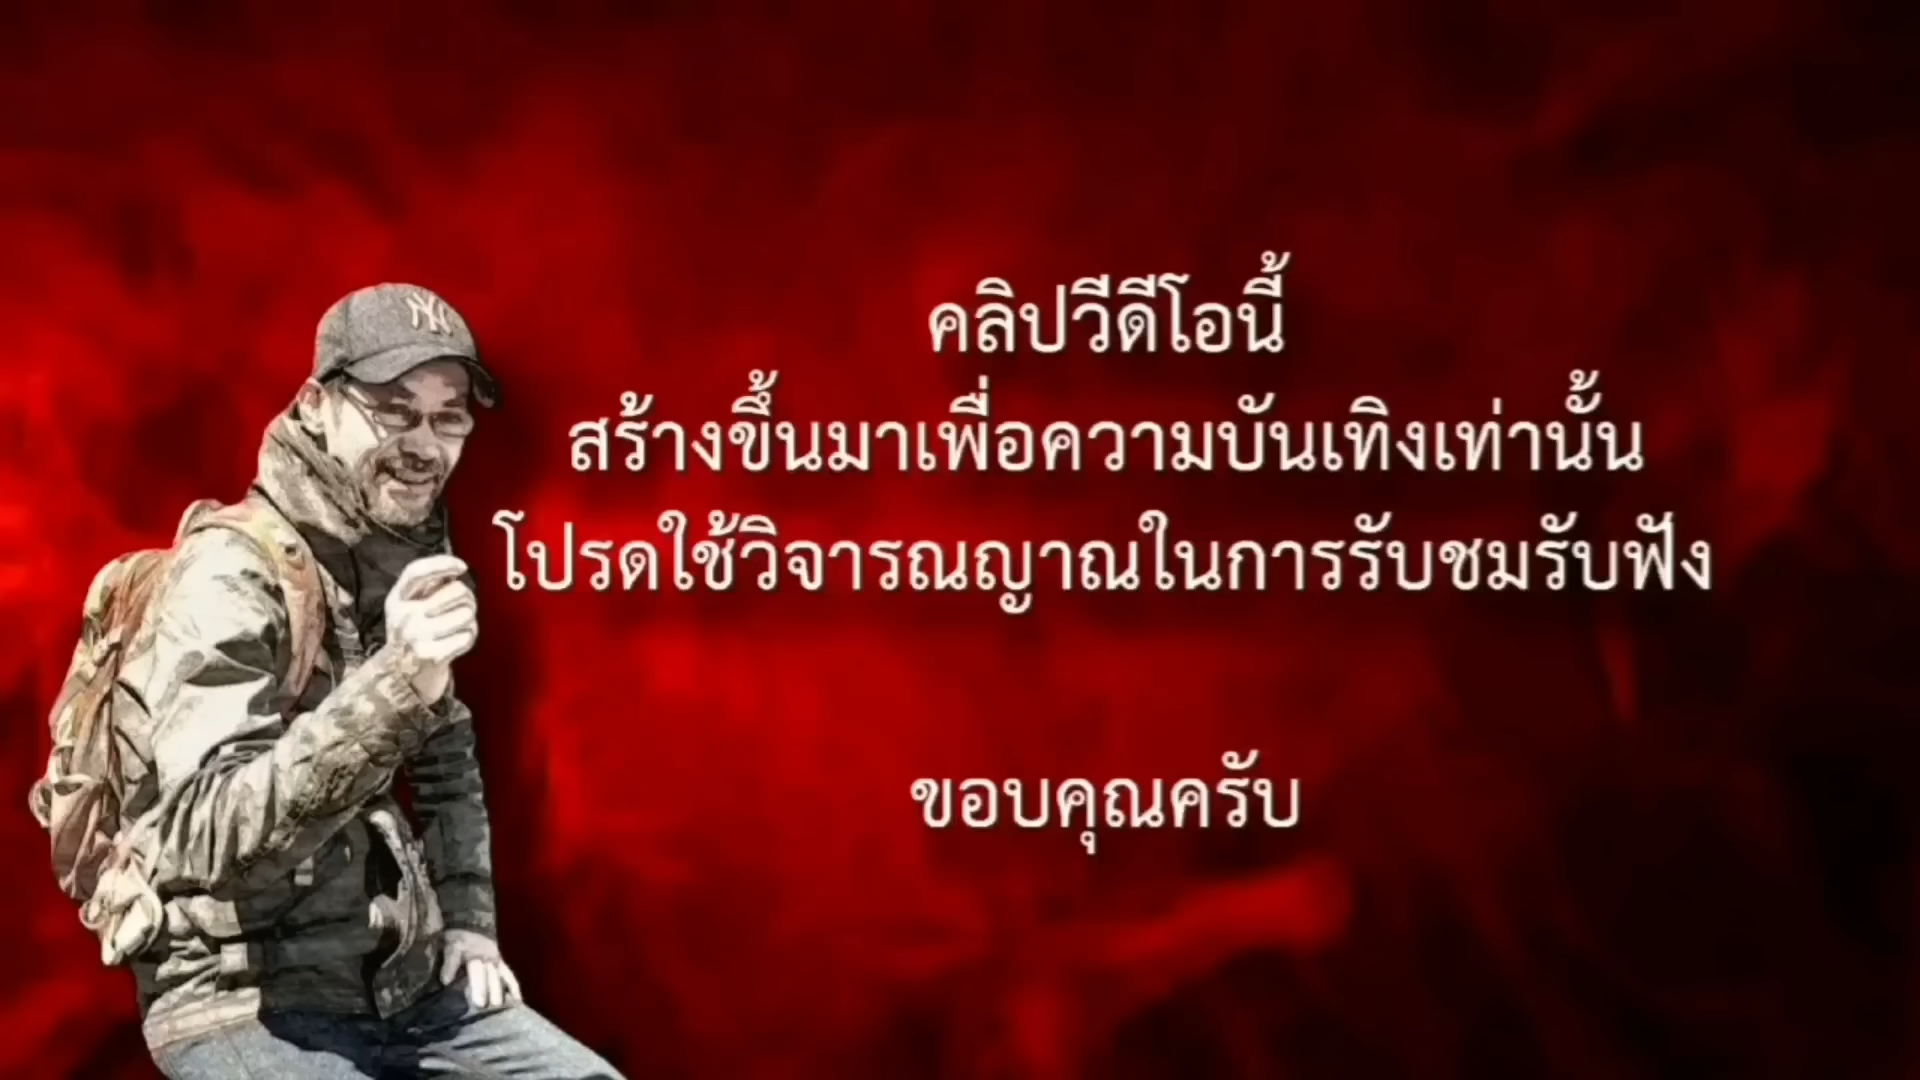 NY
คลิปวีดีโอนี้
สร้างขึ้นมาเพื่อความบันเทิงเท่านั้น
โปรดใช้วิจารณญาณในการรับชมรับฟัง
ขอบคุณครับ